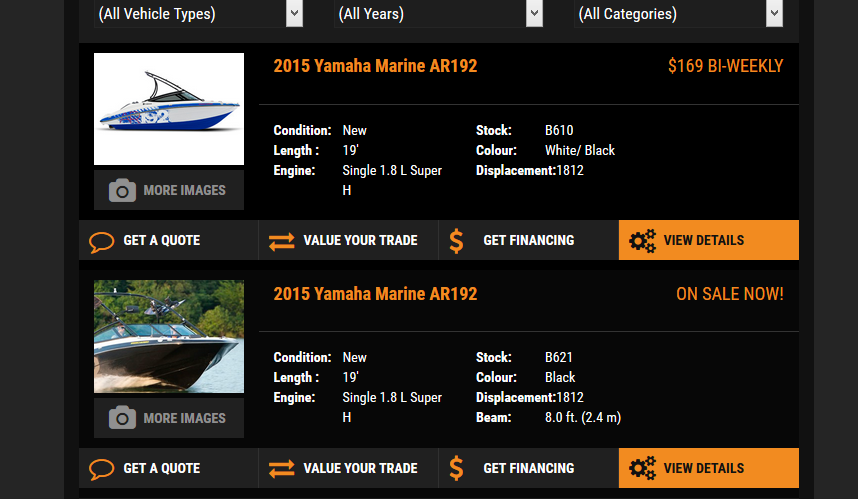 (All Vehicle Types) (All Years) (All Categories)
2015 Yamaha Marine AR192 $169 BI-WEEKLY
Condition: New Stock: B610
Length : 19' Colour: White/ Black
Engine: Single 1.8 L Super Displacement:1812
H
MORE IMAGES
GET A QUOTE VALUE YOUR TRADE GET FINANCING VIEW DETAILS
2015 Yamaha Marine AR192 ON SALE NOW!
Condition: New Stock: B621
Length : 19' Colour: Black
Engine: Single 1.8 L Super Displacement:1812
H Beam: 8.0 ft. (2.4 m)
MORE IMAGES
GET A QUOTE VALUE YOUR TRADE GET FINANCING VIEW DETAILS